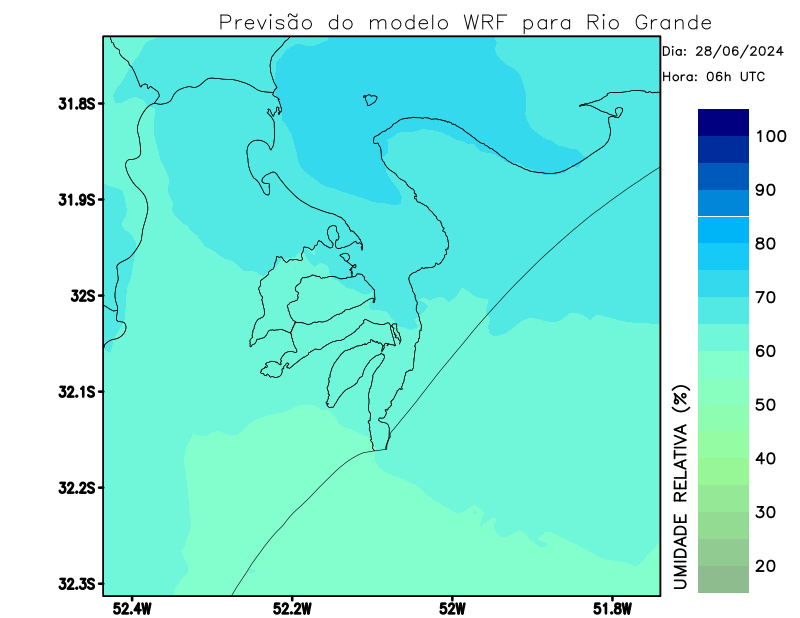 Previsão do modelo WRF para Rio Grande
Dia: 28/06/2024
Hora: 06h UTC
31.8S
31.9S
32S
32.1S
32.2S
32.3S
52.4W
52.2W
52W
51.8W
100
90
80
70
60
50
40
30
20
UMIDADE RELATIVA (%)